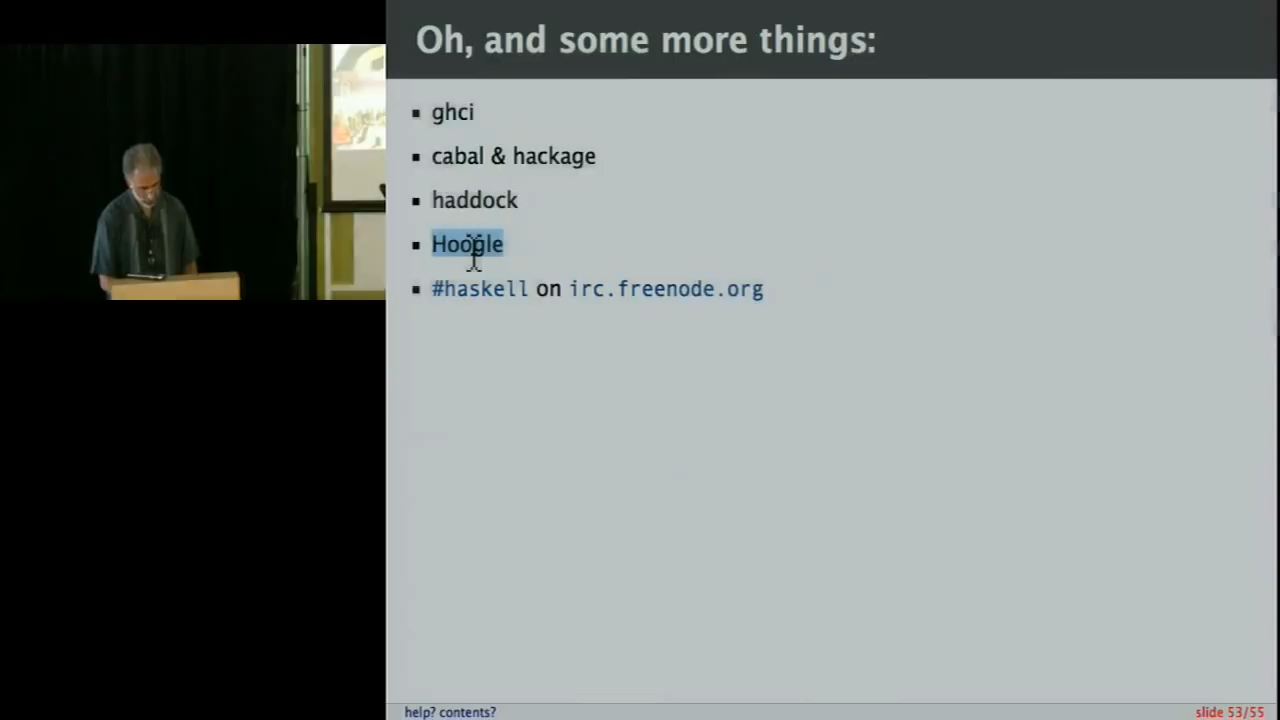 Oh, and some more things:
▪ ghci
▪ cabal & hackage
▪ haddock
▪ Hoogle
▪ #haskell on irc.freenode.org
help? contents?
slide 53/55